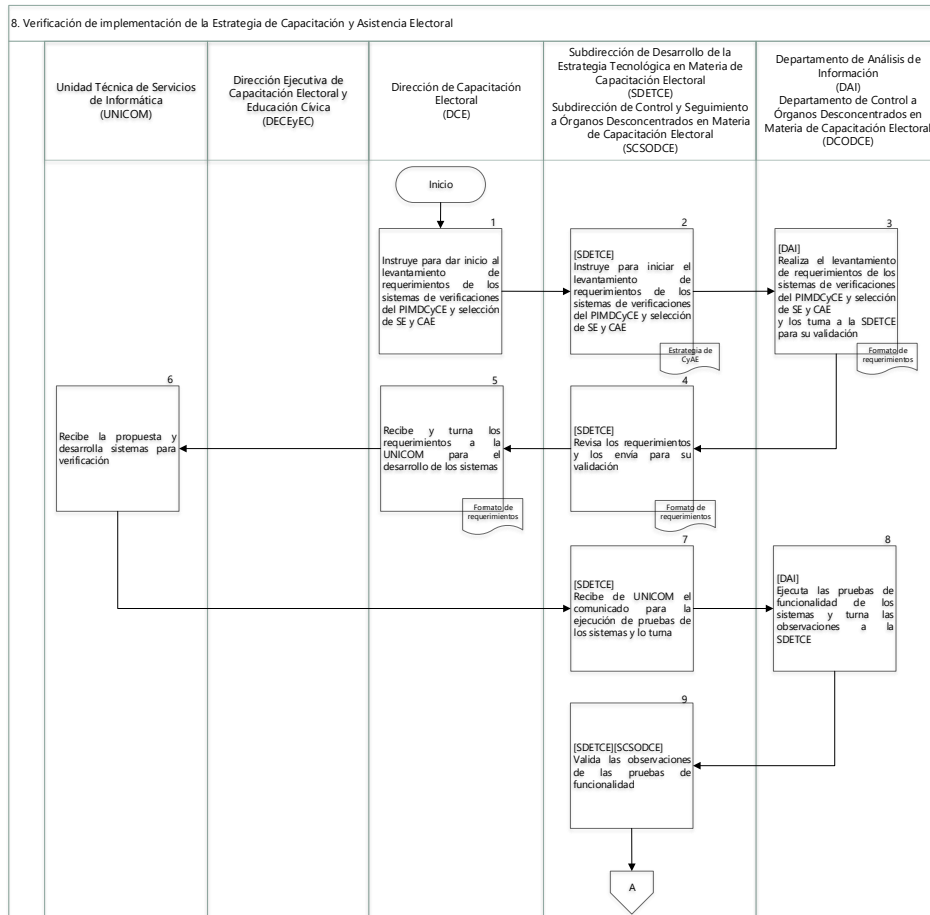 8. Verificación de implementación de la Estrategia de Capacitación y Asistencia Electoral
Unidad Técnica de Servicios
de Informática
(UNICOM)
Dirección Ejecutiva de
Capacitación Electoral y
Educación Cívica
(DECEyEC)
Dirección de Capacitación
Electoral
(DCE)
Subdirección de Desarrollo de la
Estrategia Tecnológica en Materia de
Capacitación Electoral
(SDETCE)
Subdirección de Control y Seguimiento
a Órganos Desconcentrados en Materia
de Capacitación Electoral
(SCSODCE)
Departamento de Análisis de
Información
(DAI)
Departamento de Control a
Órganos Desconcentrados en
Materia de Capacitación Electoral
(DCODCE)
Inicio
1
Instruye para dar inicio al
levantamiento de
requerimientos de los
sistemas de verificaciones
del PIMDCyCE y selección
de SE y CAE
2
[SDETCE]
Instruye para iniciar el
levantamiento de
requerimientos de los
sistemas de verificaciones
del PIMDCyCE y selección
de SE y CAE
Estrategia de
CyAE
3
[DAI]
Realiza el levantamiento
de requerimientos de los
sistemas de verificaciones
del PIMDCyCE y selección
de SE y CAE
y los turna a la SDETCE
para su validación
Formato de
requerimientos
4
[SDETCE]
Revisa los requerimientos
y los envía para su
validación
Formato de
requerimientos
5
Recibe y turna los
requerimientos a la
UNICOM para el
desarrollo de los sistemas
Formato de
requerimientos
6
Recibe la propuesta y
desarrolla sistemas para
verificación
7
[SDETCE]
Recibe de UNICOM el
comunicado para la
ejecución de pruebas de
los sistemas y lo turna
8
[DAI]
Ejecuta las pruebas de
funcionalidad de los
sistemas y turna las
observaciones a la
SDETCE
9
[SDETCE][SCSODCE]
Valida las observaciones
de las pruebas de
funcionalidad
A